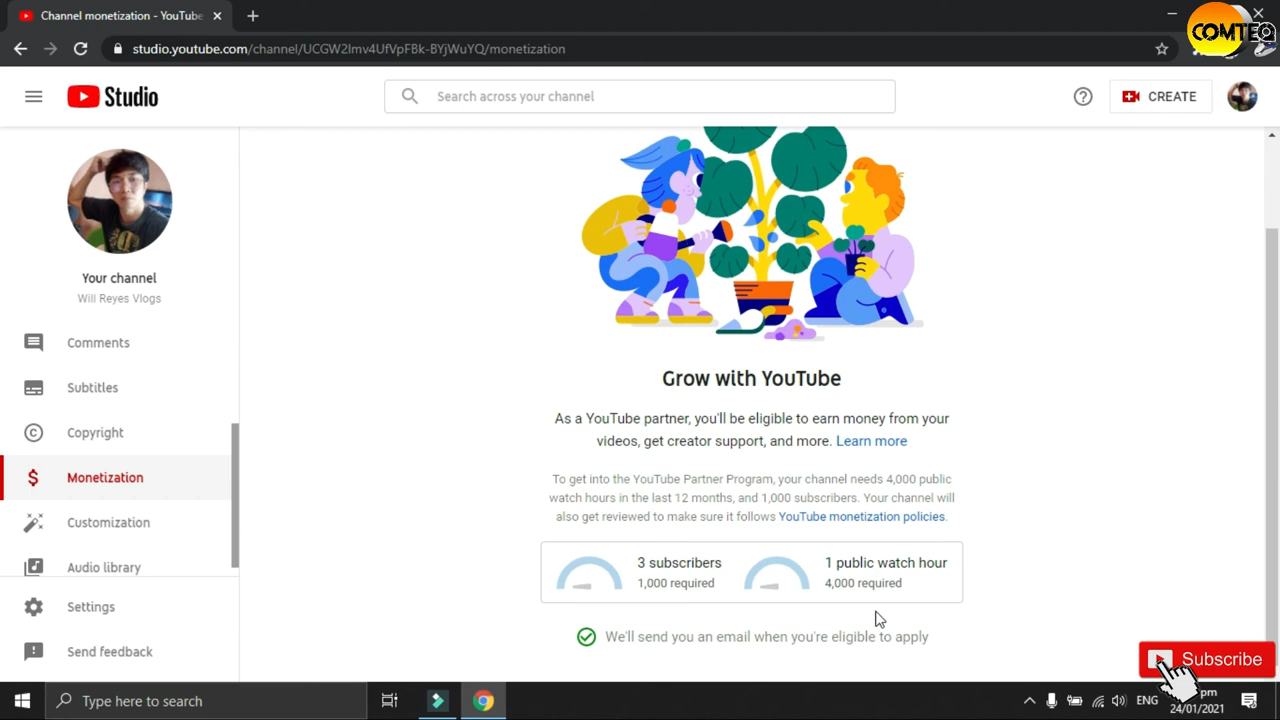 Channel monetization - YouTube
studio.youtube.com/channel/UCGW2Imv4UfVpFBk-BYjWuYQ/monetization
COMTEQ
Studio
Search across your channel
CREATE
Your channel
Will Reyes Vlogs
Comments
Subtitles
Copyright
Monetization
Customization
Audio library
Settings
Send feedback
Grow with YouTube
As a YouTube partner, you'll be eligible to earn money from your
videos, get creator support, and more. Learn more
To get into the YouTube Partner Program, your channel needs 4,000 public
watch hours in the last 12 months, and 1,000 subscribers. Your channel will
also get reviewed to make sure it follows YouTube monetization policies.
3 subscribers
1,000 required
1 public watch hour
4,000 required
We'll send you an email when you're eligible to apply
Subscribe
Type here to search
ENG
pm
24/01/2021